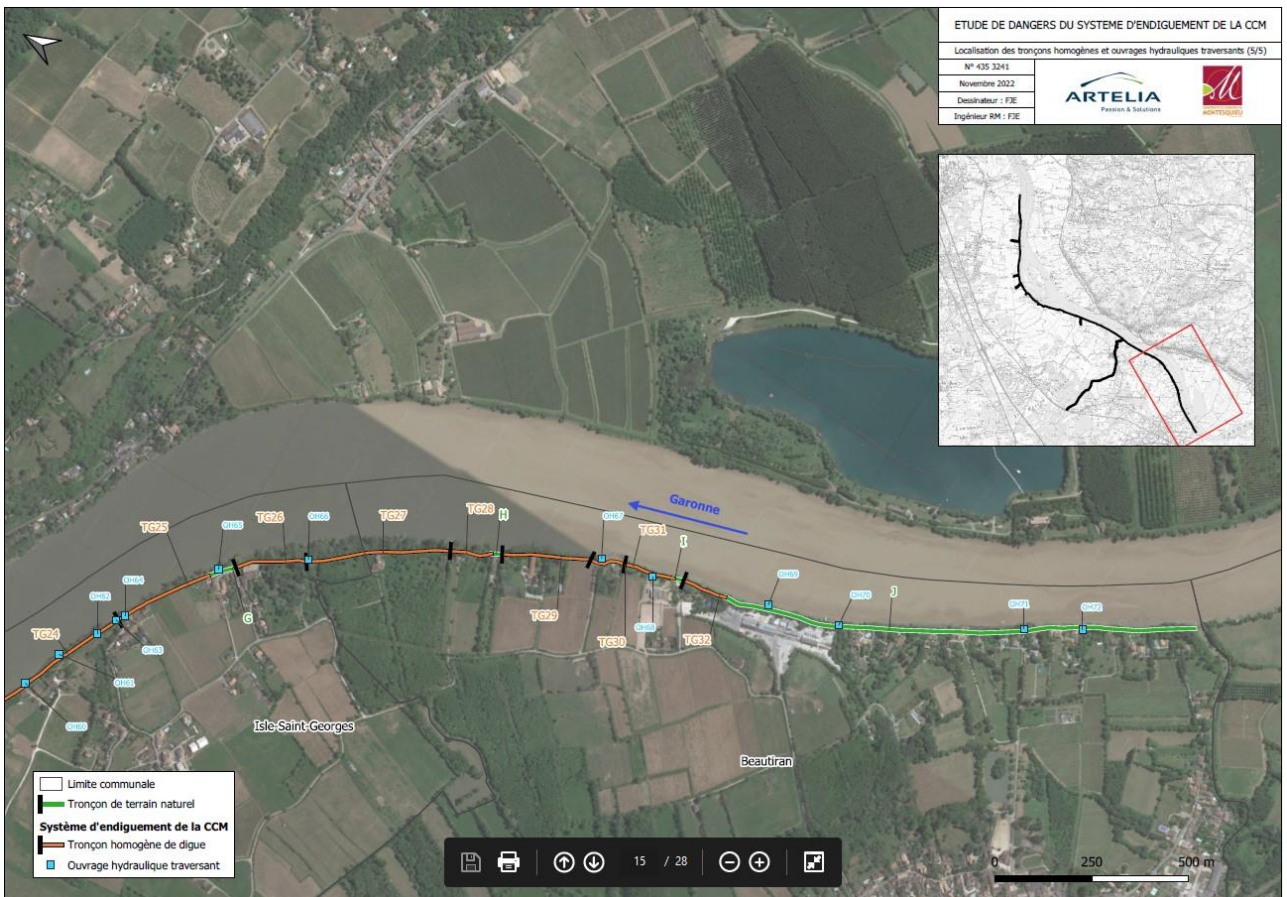 ETUDE DE DANGERS DU SYSTEME D'ENDIGUEMENT DE LA CCM
Localisation des tronçons homogènes et ouvrages hydrauliques traversants (5/5)
N° 435 3241
Novembre 2022
Dessinateur : FJE
Ingénieur RM : FJE
ARTELIA
Passion & Solutions
MONTESQUIEU
Garonne
TG25
OH65
TG26
OH66
TG27
TG28
H
OH67
TG31
I
OH69
OH70
J
OH71
OH72
TG24
OH62
OH64
OH63
OH61
OH60
G
TG29
TG30
OH68
TG32
Isle-Saint-Georges
Beautiran
Limite communale
Tronçon de terrain naturel
Système d'endiguement de la CCM
Tronçon homogène de digue
Ouvrage hydraulique traversant
15 / 28
0 250 500 m